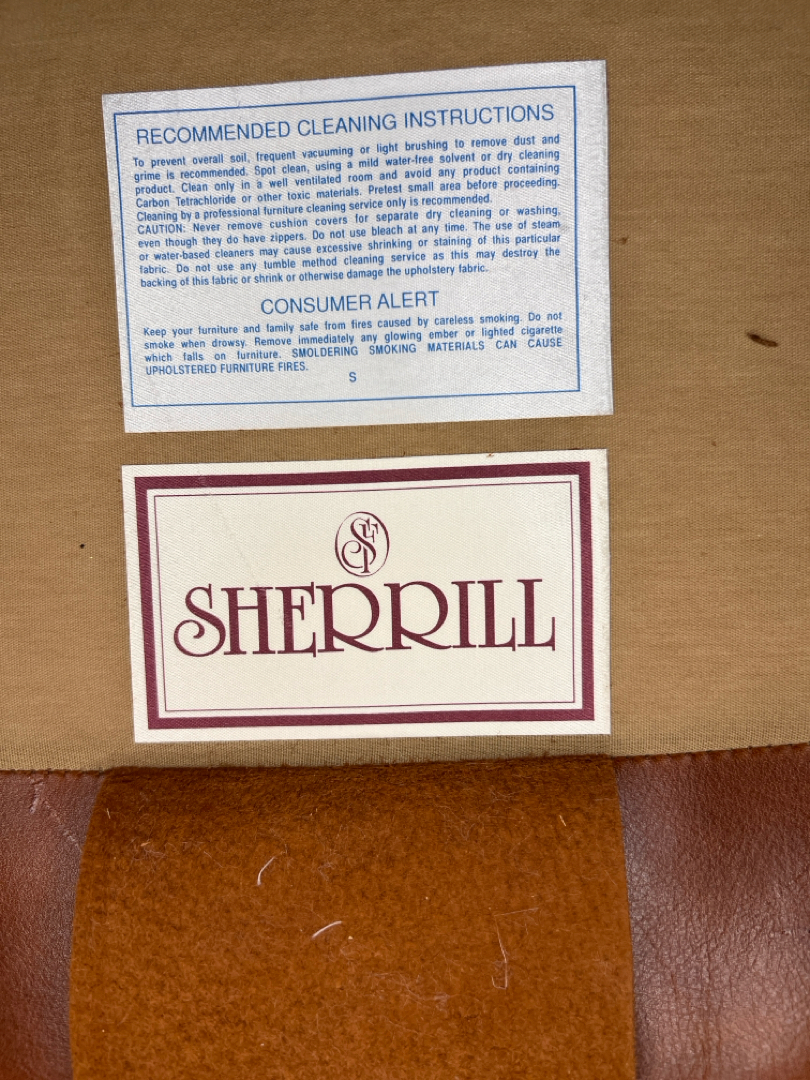 RECOMMENDED CLEANING INSTRUCTIONS
To prevent overall soil, frequent vacuuming or light brushing to remove dust and
grime is recommended. Spot clean, using a mild water-free solvent or dry cleaning
product. Clean only in a well ventilated room and avoid any product containing
Carbon Tetrachloride or other toxic materials. Pretest small area before proceeding.
Cleaning by a professional furniture cleaning service only is recommended.
CAUTION: Never remove cushion covers for separate dry cleaning or washing,
even though they do have zippers. Do not use bleach at any time. The use of steam
or water-based cleaners may cause excessive shrinking or staining of this particular
fabric. Do not use any tumble method cleaning service as this may destroy the
backing of this fabric or shrink or otherwise damage the upholstery fabric.
CONSUMER ALERT
Keep your furniture and family safe from fires caused by careless smoking. Do not
smoke when drowsy. Remove immediately any glowing ember or lighted cigarette
which falls on furniture. SMOLDERING SMOKING MATERIALS CAN CAUSE
UPHOLSTERED FURNITURE FIRES.
S
SF
SHERRILL